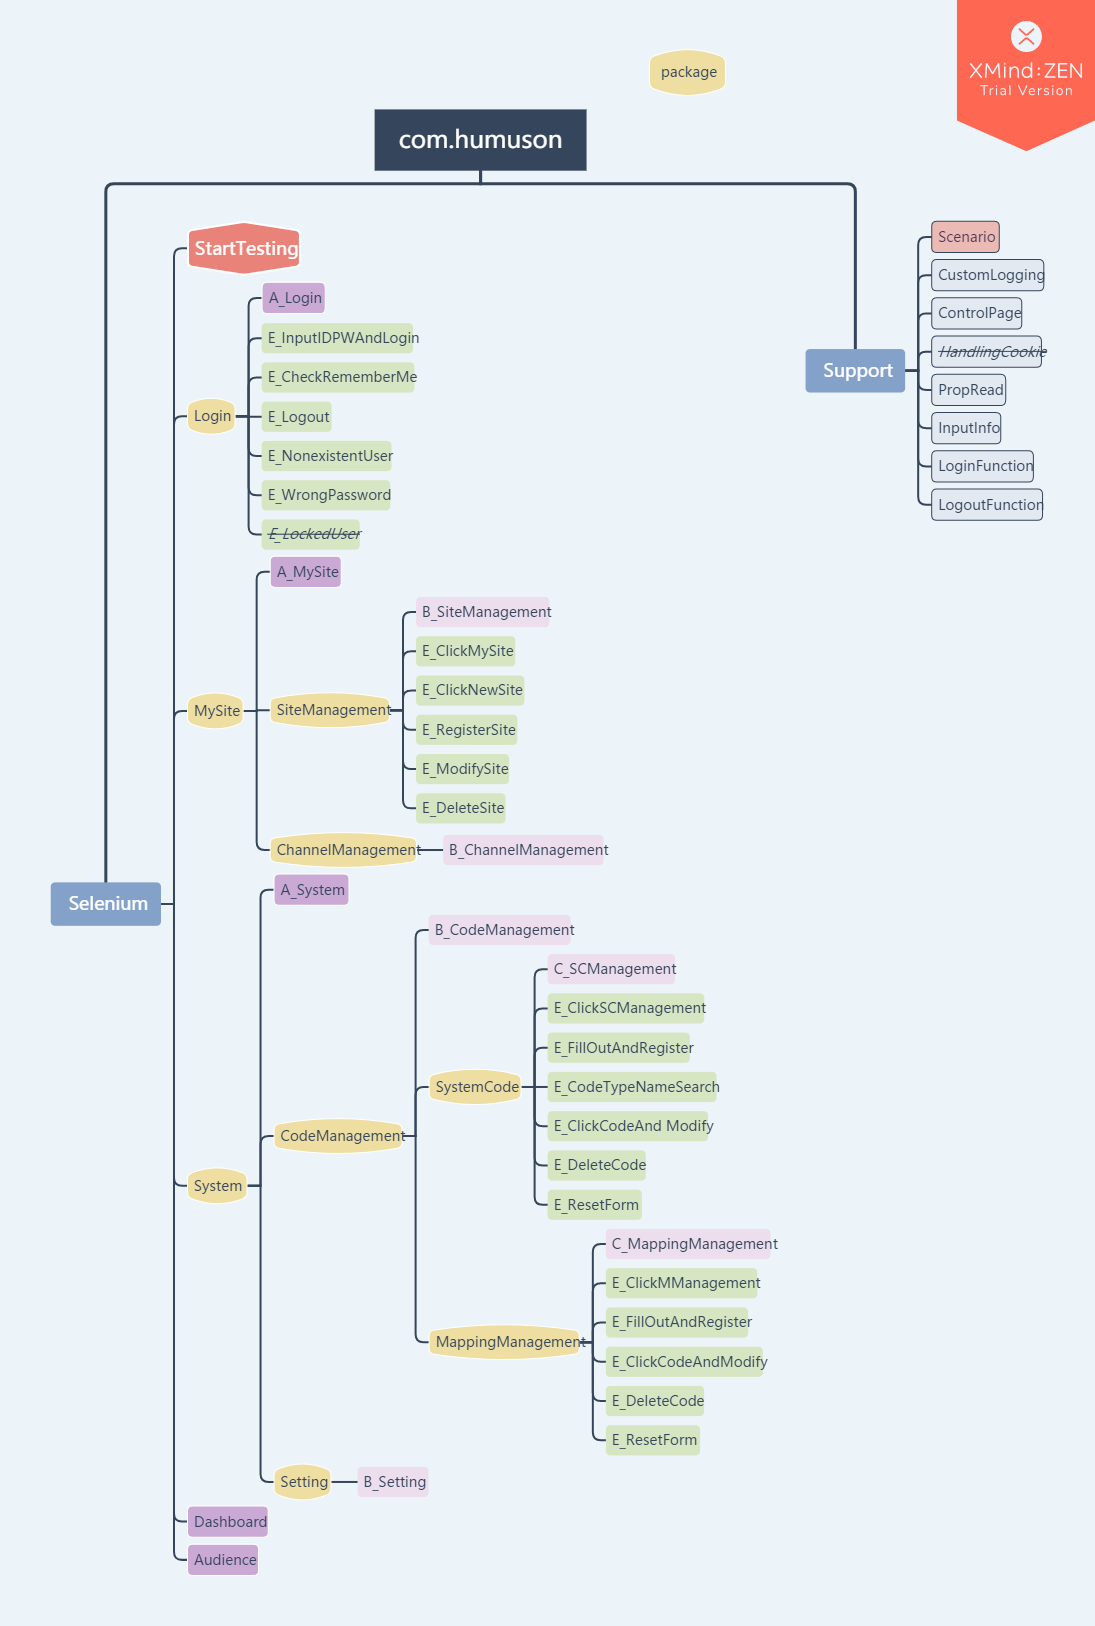 XMind:ZEN
Trial Version
package
com.humuson
StartTesting
A_Login
E_InputIDPWAndLogin
E_CheckRememberMe
Login
E_Logout
E_NonexistentUser
E_WrongPassword
E_LockedUser
A_MySite
B_SiteManagement
E_ClickMySite
E_ClickNewSite
MySite
SiteManagement
E_RegisterSite
E_ModifySite
E_DeleteSite
ChannelManagement
B_ChannelManagement
Selenium
A_System
B_CodeManagement
C_SCManagement
E_ClickSCManagement
E_FillOutAndRegister
SystemCode
E_CodeTypeNameSearch
E_ClickCodeAnd Modify
CodeManagement
E_DeleteCode
System
E_ResetForm
C_MappingManagement
E_ClickMManagement
E_FillOutAndRegister
MappingManagement
E_ClickCodeAndModify
E_DeleteCode
E_ResetForm
Setting
B_Setting
Dashboard
Audience
Support
Scenario
CustomLogging
ControlPage
HandlingCookie
PropRead
InputInfo
LoginFunction
LogoutFunction